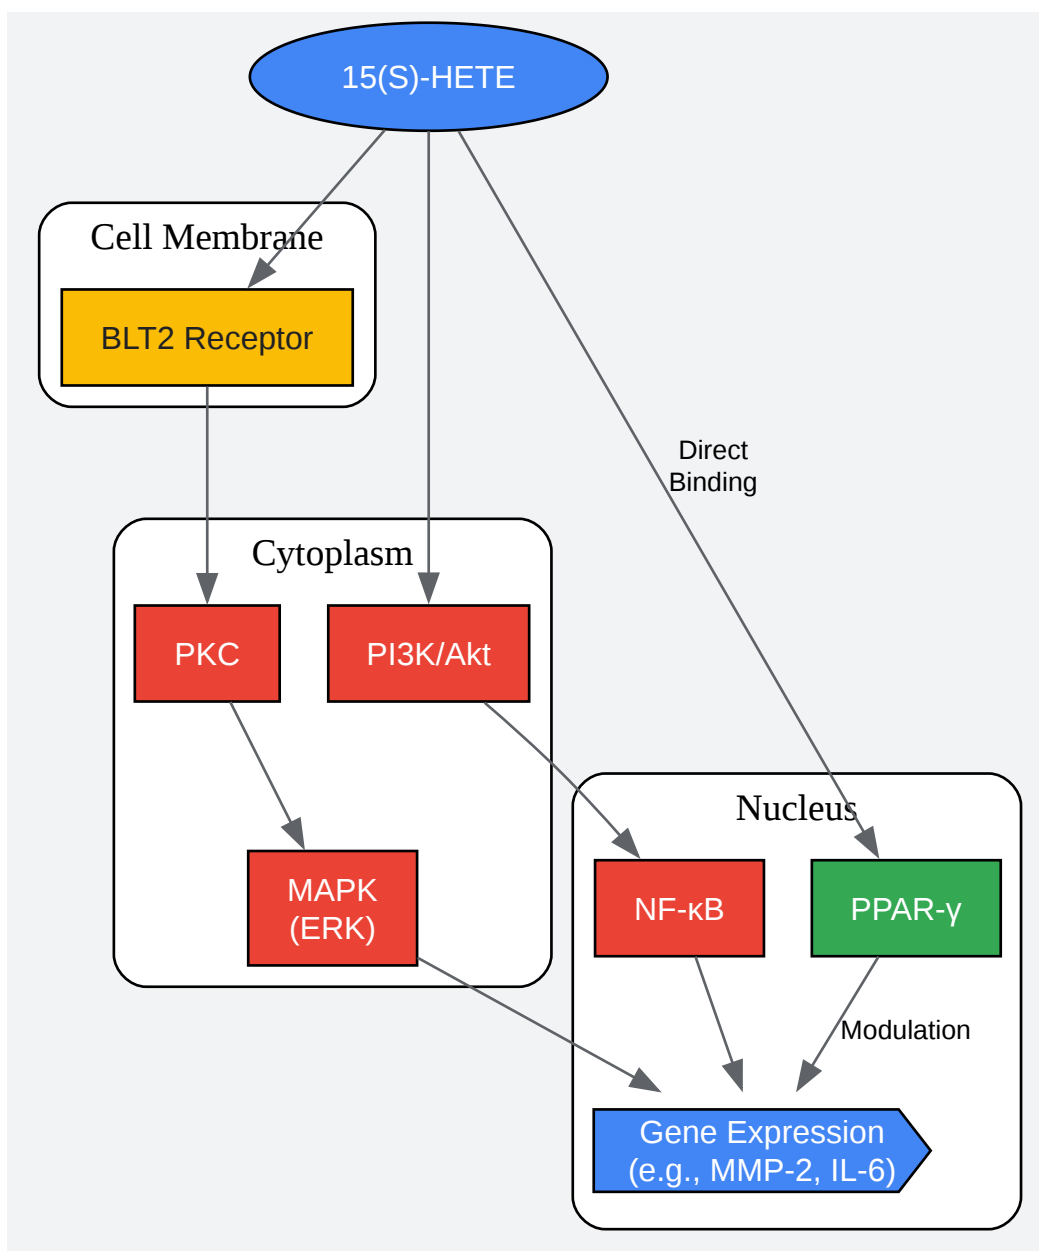 15(S)-HETE
Cell Membrane
BLT2 Receptor
Direct
Binding
Cytoplasm
PKC
PI3K/Akt
Nucleus
MAPK
(ERK)
NF-κB
PPAR-γ
Modulation
Gene Expression
(e.g., MMP-2, IL-6)